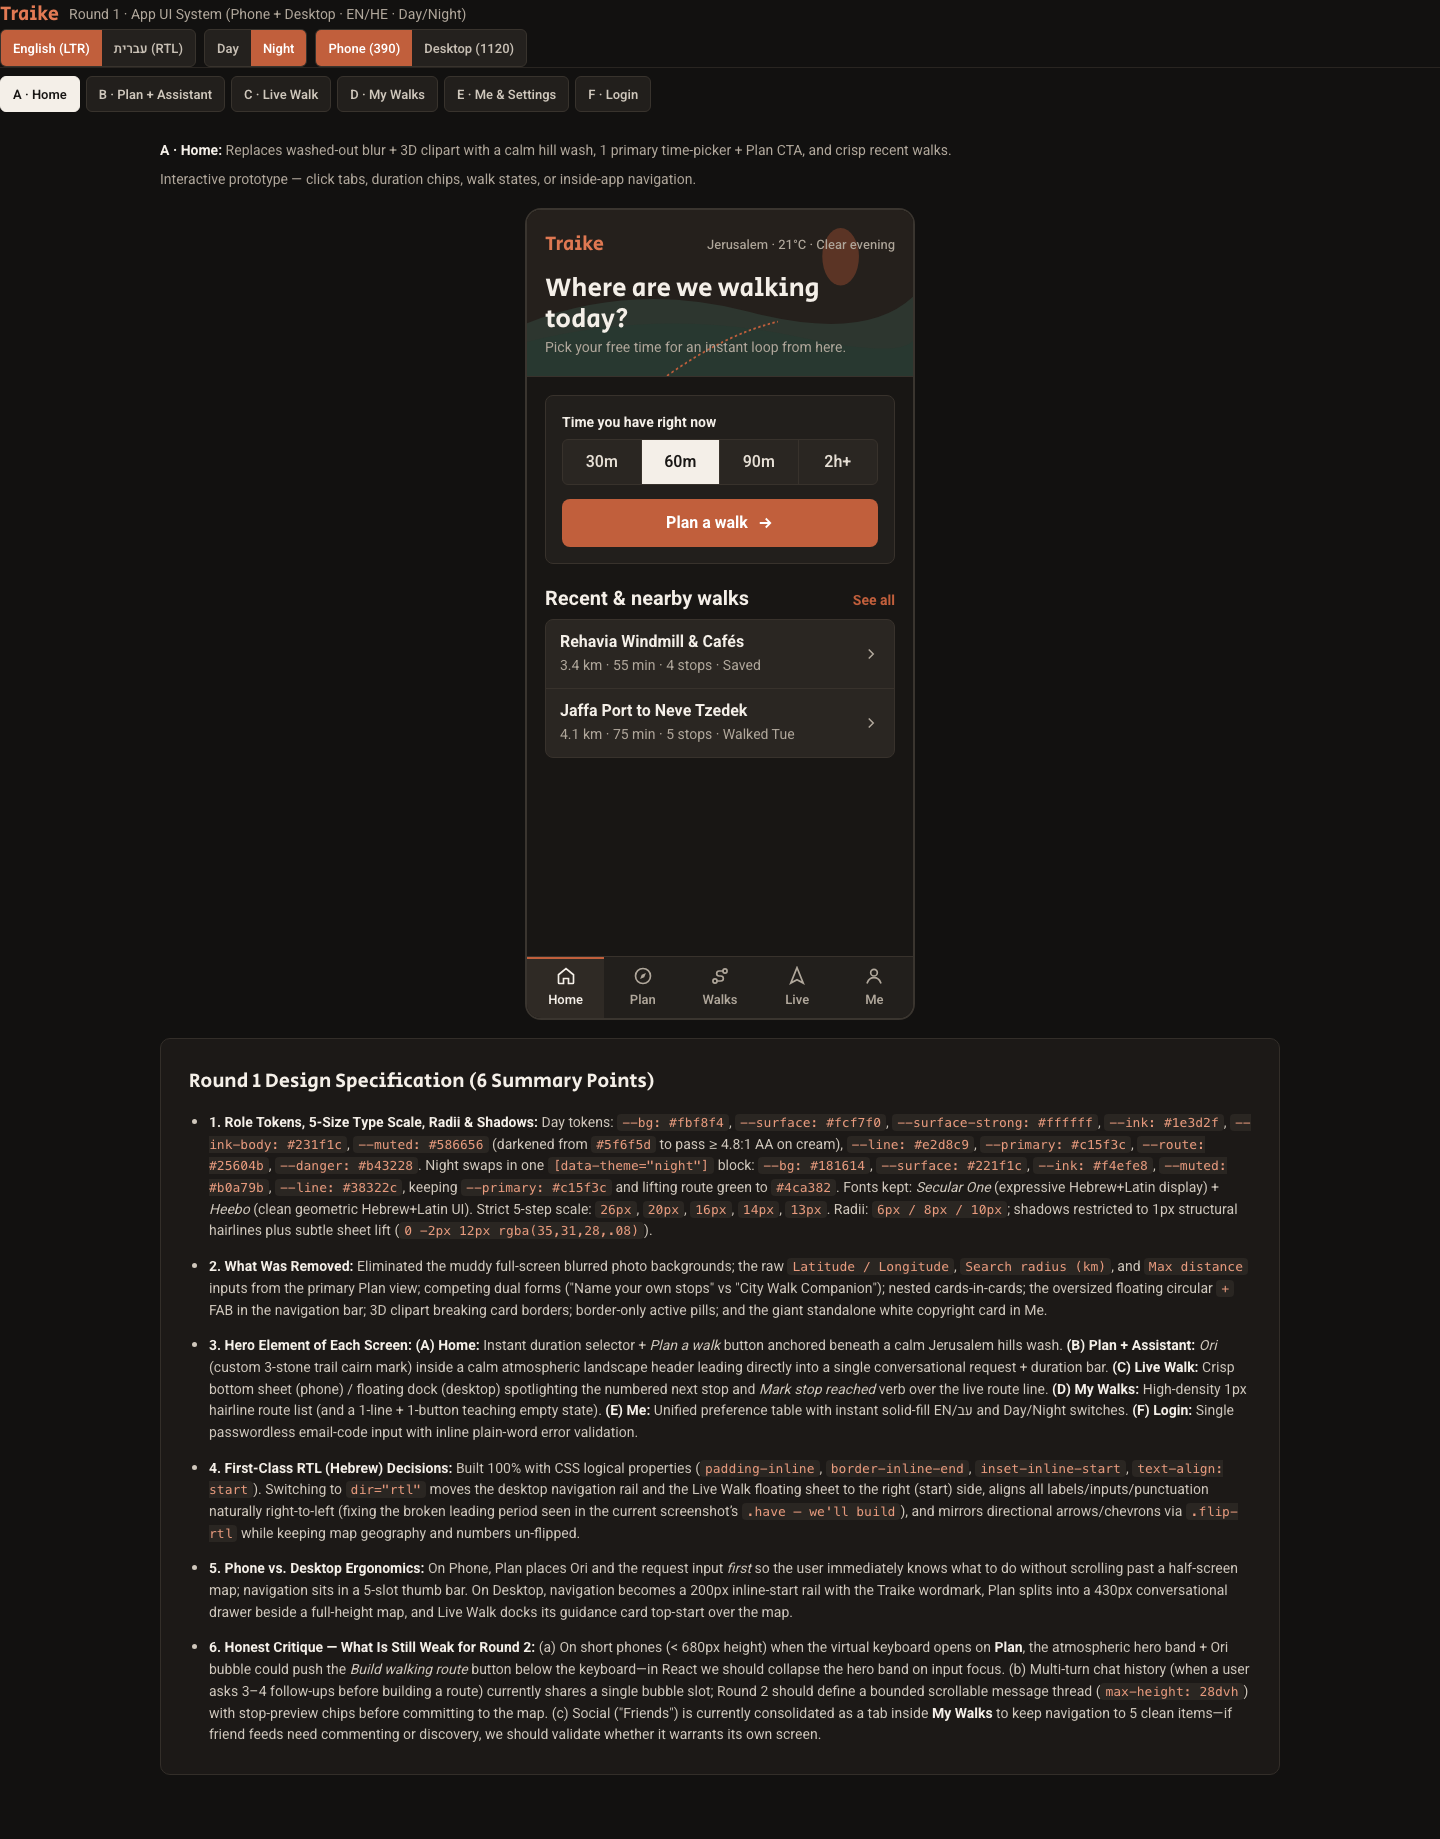 Traike Round 1 · App UI System (Phone + Desktop · EN/HE · Day/Night)
English (LTR) עברית (RTL) Day Night Phone (390) Desktop (1120)
A · Home B · Plan + Assistant C · Live Walk D · My Walks E · Me & Settings F · Login
A · Home: Replaces washed-out blur + 3D clipart with a calm hill wash, 1 primary time-picker + Plan CTA, and crisp recent walks.
Interactive prototype — click tabs, duration chips, walk states, or inside-app navigation.
Traike Jerusalem · 21°C · Clear evening
Where are we walking
today?
Pick your free time for an instant loop from here.
Time you have right now
30m 60m 90m 2h+
Plan a walk →
Recent & nearby walks See all
Rehavia Windmill & Cafés
3.4 km · 55 min · 4 stops · Saved
Jaffa Port to Neve Tzedek
4.1 km · 75 min · 5 stops · Walked Tue
Home Plan Walks Live Me
Round 1 Design Specification (6 Summary Points)
• 1. Role Tokens, 5-Size Type Scale, Radii & Shadows: Day tokens: --bg: #fbf8f4, --surface: #fcf7f0, --surface-strong: #ffffff, --ink: #1e3d2f, --
ink-body: #231f1c, --muted: #586656 (darkened from #5f6f5d to pass ≥ 4.8:1 AA on cream), --line: #e2d8c9, --primary: #c15f3c, --route:
#25604b, --danger: #b43228. Night swaps in one [data-theme="night"] block: --bg: #181614, --surface: #221f1c, --ink: #f4efe8, --muted:
#b0a79b, --line: #38322c, keeping --primary: #c15f3c and lifting route green to #4ca382. Fonts kept: Secular One (expressive Hebrew+Latin display) +
Heebo (clean geometric Hebrew+Latin UI). Strict 5-step scale: 26px, 20px, 16px, 14px, 13px. Radii: 6px / 8px / 10px; shadows restricted to 1px structural
hairlines plus subtle sheet lift (0 -2px 12px rgba(35,31,28,.08)).
• 2. What Was Removed: Eliminated the muddy full-screen blurred photo backgrounds; the raw Latitude / Longitude, Search radius (km), and Max distance
inputs from the primary Plan view; competing dual forms ("Name your own stops" vs "City Walk Companion"); nested cards-in-cards; the oversized floating circular +
FAB in the navigation bar; 3D clipart breaking card borders; border-only active pills; and the giant standalone white copyright card in Me.
• 3. Hero Element of Each Screen: (A) Home: Instant duration selector + Plan a walk button anchored beneath a calm Jerusalem hills wash. (B) Plan + Assistant: Ori
(custom 3-stone trail cairn mark) inside a calm atmospheric landscape header leading directly into a single conversational request + duration bar. (C) Live Walk: Crisp
bottom sheet (phone) / floating dock (desktop) spotlighting the numbered next stop and Mark stop reached verb over the live route line. (D) My Walks: High-density 1px
hairline route list (and a 1-line + 1-button teaching empty state). (E) Me: Unified preference table with instant solid-fill EN/עב and Day/Night switches. (F) Login: Single
passwordless email-code input with inline plain-word error validation.
• 4. First-Class RTL (Hebrew) Decisions: Built 100% with CSS logical properties (padding-inline, border-inline-end, inset-inline-start, text-align:
start). Switching to dir="rtl" moves the desktop navigation rail and the Live Walk floating sheet to the right (start) side, aligns all labels/inputs/punctuation
naturally right-to-left (fixing the broken leading period seen in the current screenshot's .have — we'll build), and mirrors directional arrows/chevrons via .flip-
rtl while keeping map geography and numbers un-flipped.
• 5. Phone vs. Desktop Ergonomics: On Phone, Plan places Ori and the request input first so the user immediately knows what to do without scrolling past a half-screen
map; navigation sits in a 5-slot thumb bar. On Desktop, navigation becomes a 200px inline-start rail with the Traike wordmark, Plan splits into a 430px conversational
drawer beside a full-height map, and Live Walk docks its guidance card top-start over the map.
• 6. Honest Critique — What Is Still Weak for Round 2: (a) On short phones (< 680px height) when the virtual keyboard opens on Plan, the atmospheric hero band + Ori
bubble could push the Build walking route button below the keyboard—in React we should collapse the hero band on input focus. (b) Multi-turn chat history (when a user
asks 3–4 follow-ups before building a route) currently shares a single bubble slot; Round 2 should define a bounded scrollable message thread (max-height: 28dvh)
with stop-preview chips before committing to the map. (c) Social ("Friends") is currently consolidated as a tab inside My Walks to keep navigation to 5 clean items—if
friend feeds need commenting or discovery, we should validate whether it warrants its own screen.